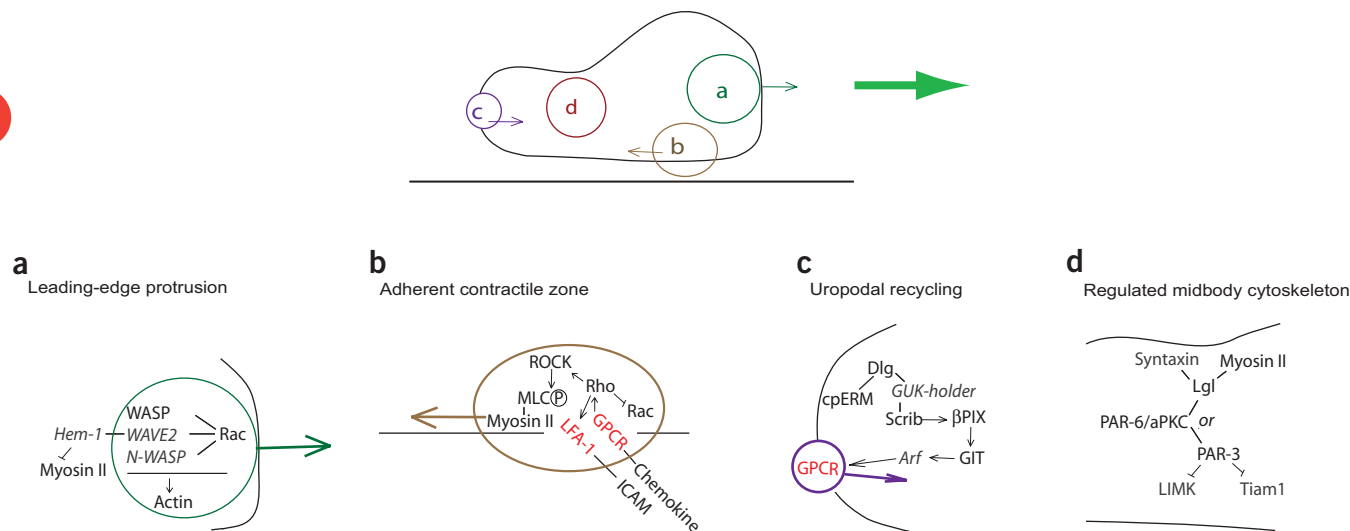 a
d
c
b
a
Leading-edge protrusion
WASP
Hem-1 WAVE2 Rac
N-WASP
Myosin II
Actin
b
Adherent contractile zone
ROCK
Rho
MLC P
Rac
Myosin II
LFA-1
GPCR
Chemokine
ICAM
c
Uropodal recycling
Dlg
cpERM GUK-holder
Scrib βPIX
Arf GIT
GPCR
d
Regulated midbody cytoskeleton
Syntaxin Myosin II
Lgl
PAR-6/aPKC or
PAR-3
LIMK Tiam1